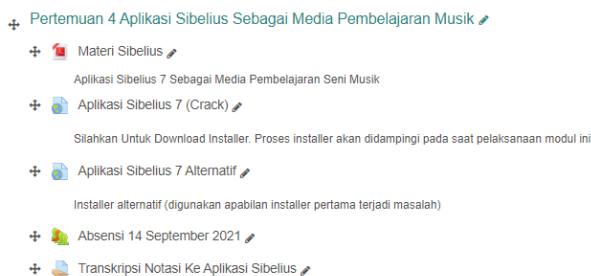 Pertemuan 4 Aplikasi Sibelius Sebagai Media Pembelajaran Musik
Materi Sibelius
Aplikasi Sibelius 7 Sebagai Media Pembelajaran Seni Musik
Aplikasi Sibelius 7 (Crack)
Silahkan Untuk Download Installer. Proses installer akan didampingi pada saat pelaksanaan modul ini
Aplikasi Sibelius 7 Alternatif
Installer alternatif (digunakan apabilan installer pertama terjadi masalah)
Absensi 14 September 2021
Transkripsi Notasi Ke Aplikasi Sibelius